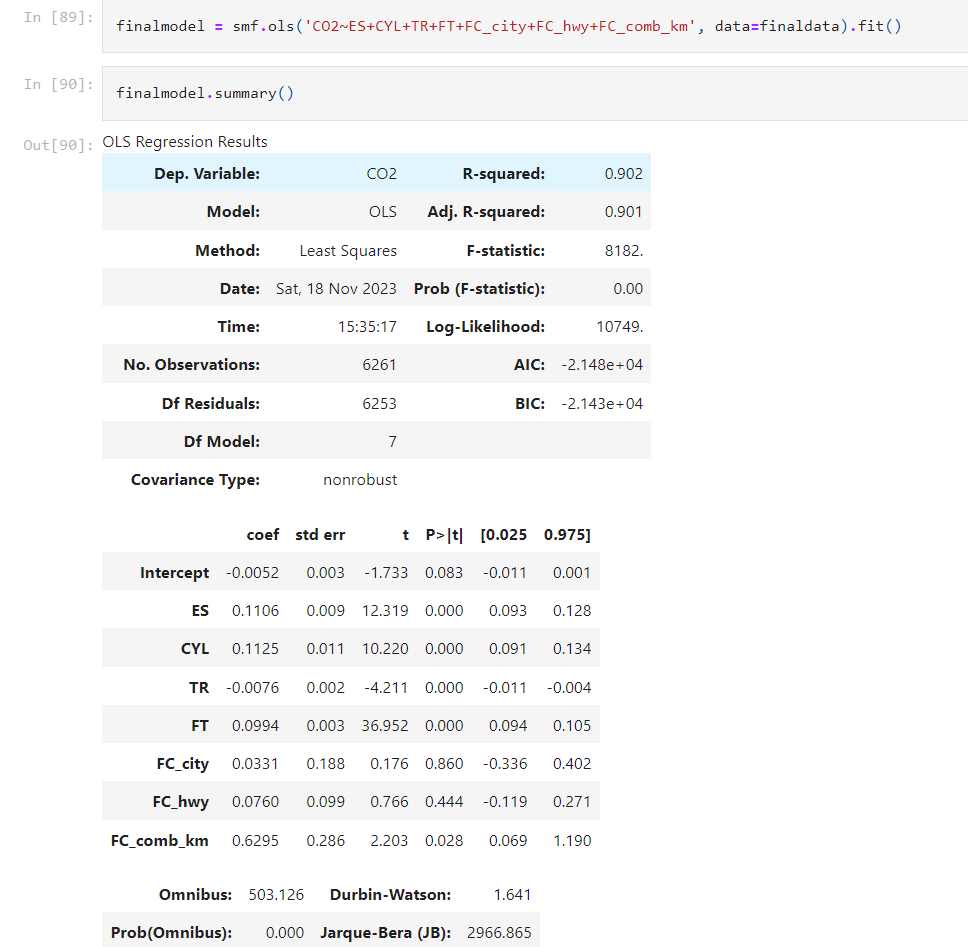 In [89]: finalmodel = smf.ols('CO2~ES+CYL+TR+FT+FC_city+FC_hwy+FC_comb_km', data=finaldata).fit()
In [90]: finalmodel.summary()
Out[90]: OLS Regression Results
Dep. Variable: CO2 R-squared: 0.902
Model: OLS Adj. R-squared: 0.901
Method: Least Squares F-statistic: 8182.
Date: Sat, 18 Nov 2023 Prob (F-statistic): 0.00
Time: 15:35:17 Log-Likelihood: 10749.
No. Observations: 6261 AIC: -2.148e+04
Df Residuals: 6253 BIC: -2.143e+04
Df Model: 7
Covariance Type: nonrobust
coef std err t P>|t| [0.025 0.975]
Intercept -0.0052 0.003 -1.733 0.083 -0.011 0.001
ES 0.1106 0.009 12.319 0.000 0.093 0.128
CYL 0.1125 0.011 10.220 0.000 0.091 0.134
TR -0.0076 0.002 -4.211 0.000 -0.011 -0.004
FT 0.0994 0.003 36.952 0.000 0.094 0.105
FC_city 0.0331 0.188 0.176 0.860 -0.336 0.402
FC_hwy 0.0760 0.099 0.766 0.444 -0.119 0.271
FC_comb_km 0.6295 0.286 2.203 0.028 0.069 1.190
Omnibus: 503.126 Durbin-Watson: 1.641
Prob(Omnibus): 0.000 Jarque-Bera (JB): 2966.865